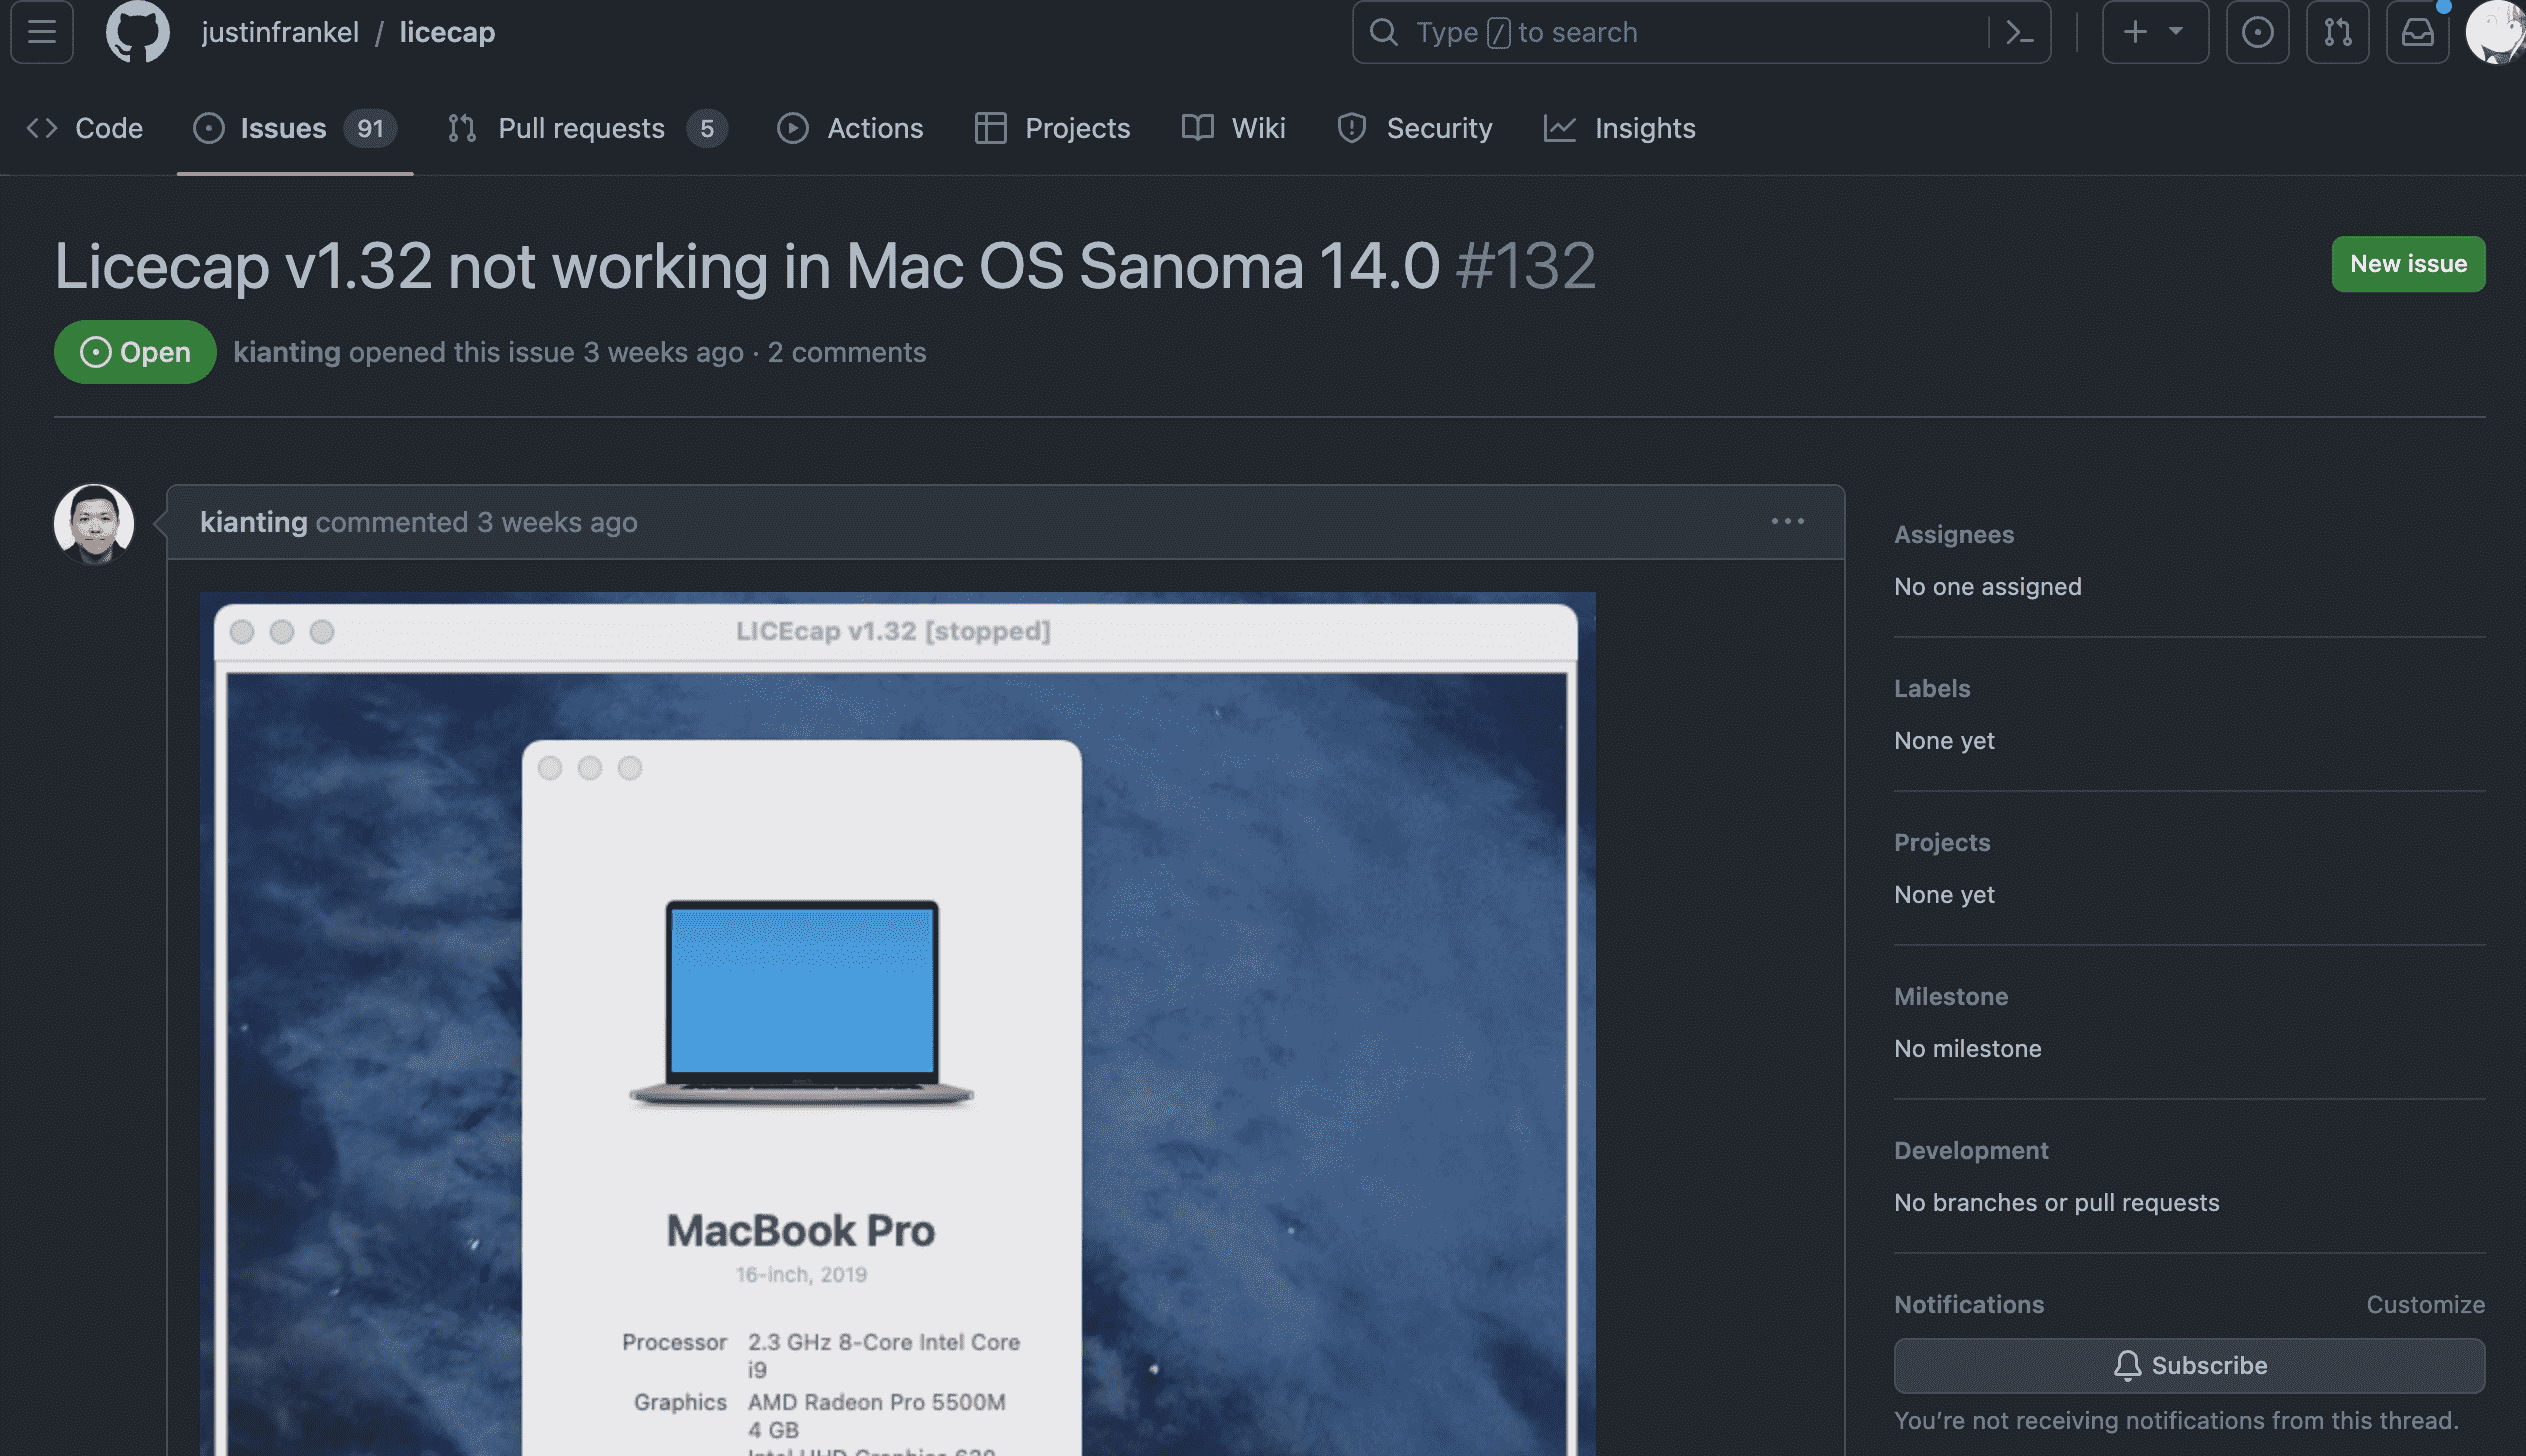 justinfrankel / licecap
Type / to search
Code
Issues 91
Pull requests 5
Actions
Projects
Wiki
Security
Insights
Licecap v1.32 not working in Mac OS Sanoma 14.0 #132
New issue
Open
kianting opened this issue 3 weeks ago · 2 comments
kianting commented 3 weeks ago
LICEcap v1.32 [stopped]
MacBook Pro
16-inch, 2019
Processor 2.3 GHz 8-Core Intel Core
i9
Graphics AMD Radeon Pro 5500M
4 GB
Intel UHD Graphics 630
Assignees
No one assigned
Labels
None yet
Projects
None yet
Milestone
No milestone
Development
No branches or pull requests
Notifications
Customize
Subscribe
You’re not receiving notifications from this thread.